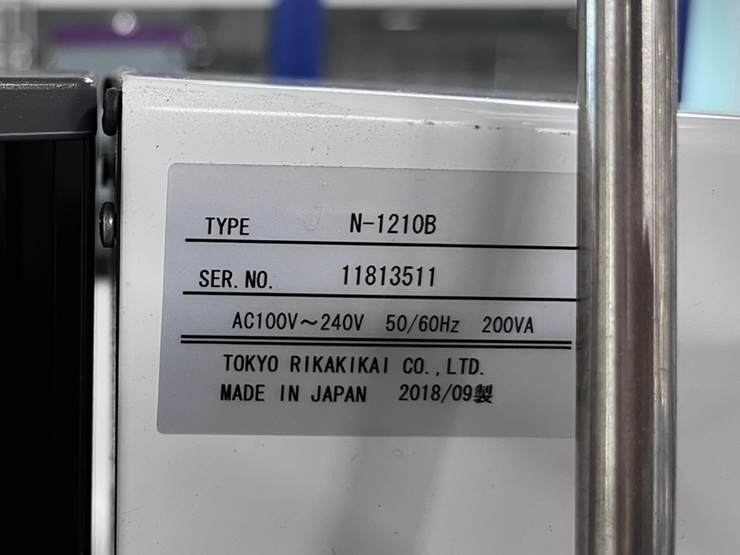 TYPE N-1210B
SER. NO. 11813511
AC100V～240V 50/60Hz 200VA
TOKYO RIKAKIKAI CO.,LTD.
MADE IN JAPAN 2018/09製